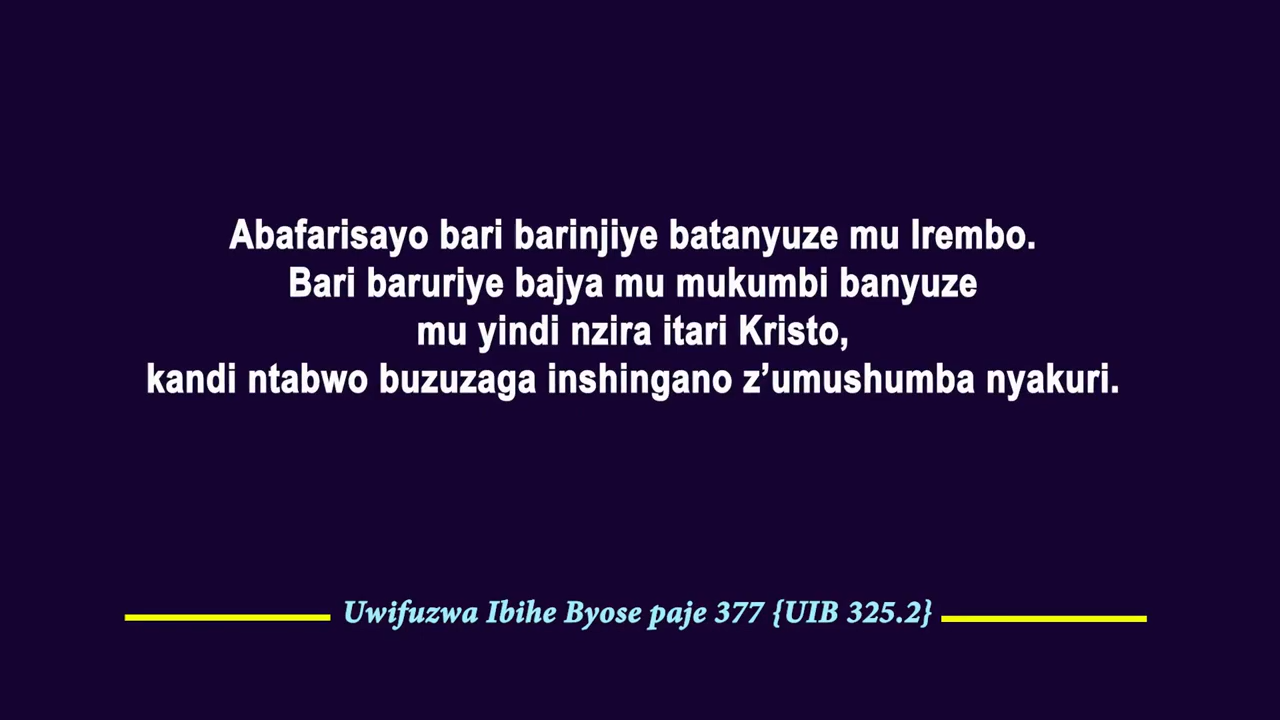 Abafarisayo bari barinjiye batanyuze mu Irembo.
Bari baruriye bajya mu mukumbi banyuze
mu yindi nzira itari Kristo,
kandi ntabwo buzuzaga inshingano z’umushumba nyakuri.
Uwifuzwa Ibihe Byose paje 377 {UIB 325.2}